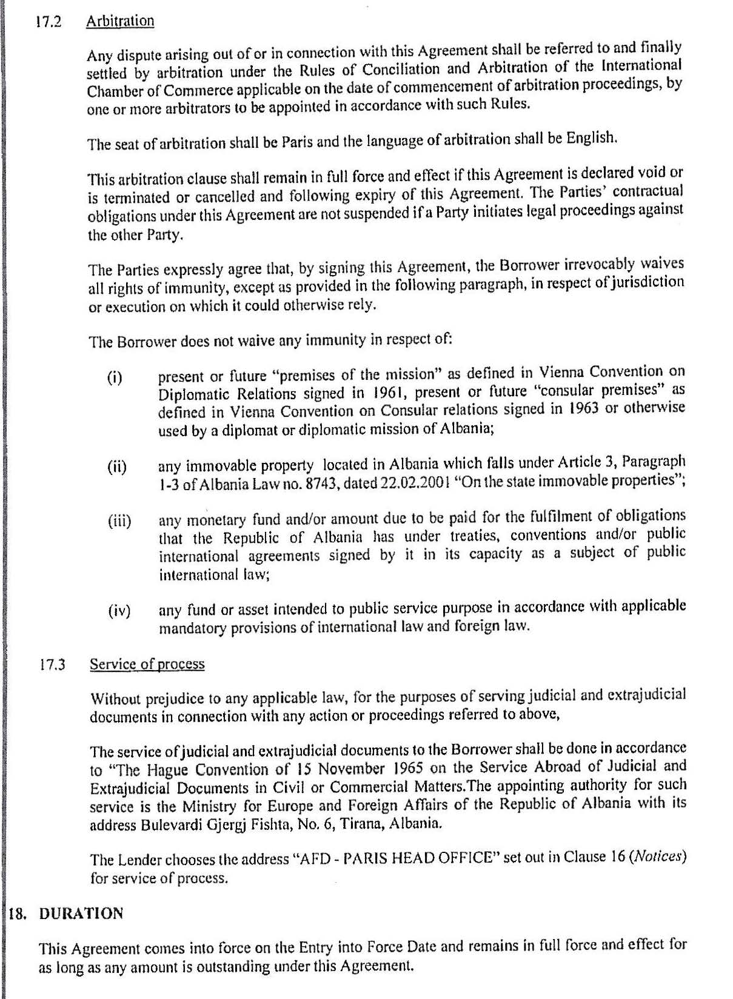 17.2 Arbitration
Any dispute arising out of or in connection with this Agreement shall be referred to and finally
settled by arbitration under the Rules of Conciliation and Arbitration of the International
Chamber of Commerce applicable on the date of commencement of arbitration proceedings, by
one or more arbitrators to be appointed in accordance with such Rules.
The seat of arbitration shall be Paris and the language of arbitration shall be English.
This arbitration clause shall remain in full force and effect if this Agreement is declared void or
is terminated or cancelled and following expiry of this Agreement. The Parties' contractual
obligations under this Agreement are not suspended if a Party initiates legal proceedings against
the other Party.
The Parties expressly agree that, by signing this Agreement, the Borrower irrevocably waives
all rights of immunity, except as provided in the following paragraph, in respect of jurisdiction
or execution on which it could otherwise rely.
The Borrower does not waive any immunity in respect of:
(i) present or future “premises of the mission” as defined in Vienna Convention on
Diplomatic Relations signed in 1961, present or future “consular premises” as
defined in Vienna Convention on Consular relations signed in 1963 or otherwise
used by a diplomat or diplomatic mission of Albania;
(ii) any immovable property located in Albania which falls under Article 3, Paragraph
1-3 of Albania Law no. 8743, dated 22.02.2001 “On the state immovable properties”;
(iii) any monetary fund and/or amount due to be paid for the fulfilment of obligations
that the Republic of Albania has under treaties, conventions and/or public
international agreements signed by it in its capacity as a subject of public
international law;
(iv) any fund or asset intended to public service purpose in accordance with applicable
mandatory provisions of international law and foreign law.
17.3 Service of process
Without prejudice to any applicable law, for the purposes of serving judicial and extrajudicial
documents in connection with any action or proceedings referred to above,
The service of judicial and extrajudicial documents to the Borrower shall be done in accordance
to “The Hague Convention of 15 November 1965 on the Service Abroad of Judicial and
Extrajudicial Documents in Civil or Commercial Matters.The appointing authority for such
service is the Ministry for Europe and Foreign Affairs of the Republic of Albania with its
address Bulevardi Gjergj Fishta, No. 6, Tirana, Albania.
The Lender chooses the address “AFD - PARIS HEAD OFFICE” set out in Clause 16 (Notices)
for service of process.
18. DURATION
This Agreement comes into force on the Entry into Force Date and remains in full force and effect for
as long as any amount is outstanding under this Agreement.